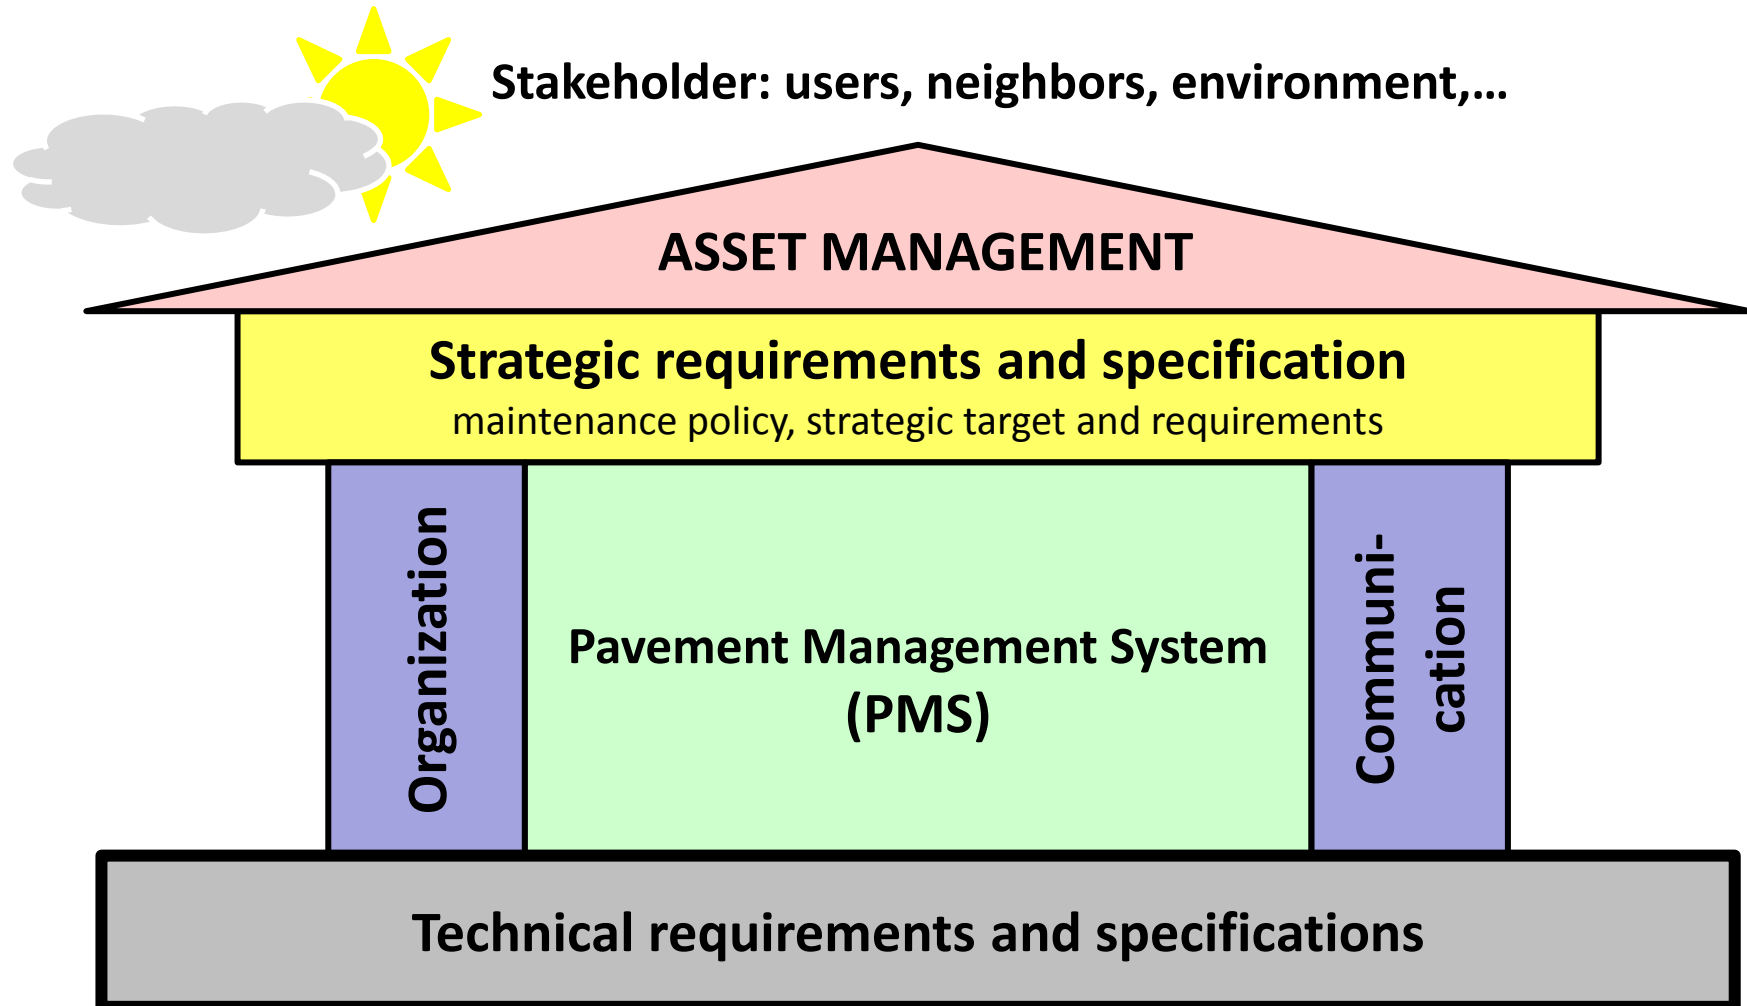 Stakeholder: users, neighbors, environment,…
ASSET MANAGEMENT
Strategic requirements and specification
maintenance policy, strategic target and requirements
Organization
Pavement Management System
(PMS)
Communi-
cation
Technical requirements and specifications